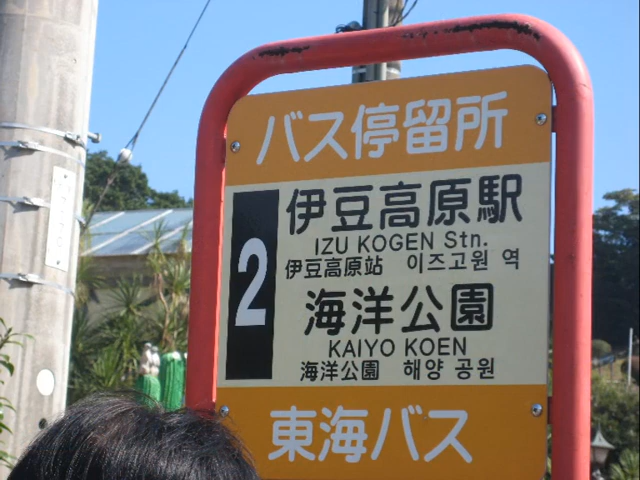 バス停留所
2
伊豆高原駅
IZU KOGEN Stn.
伊豆高原站 이즈고원 역
海洋公園
KAIYO KOEN
海洋公園 해양 공원
東海バス